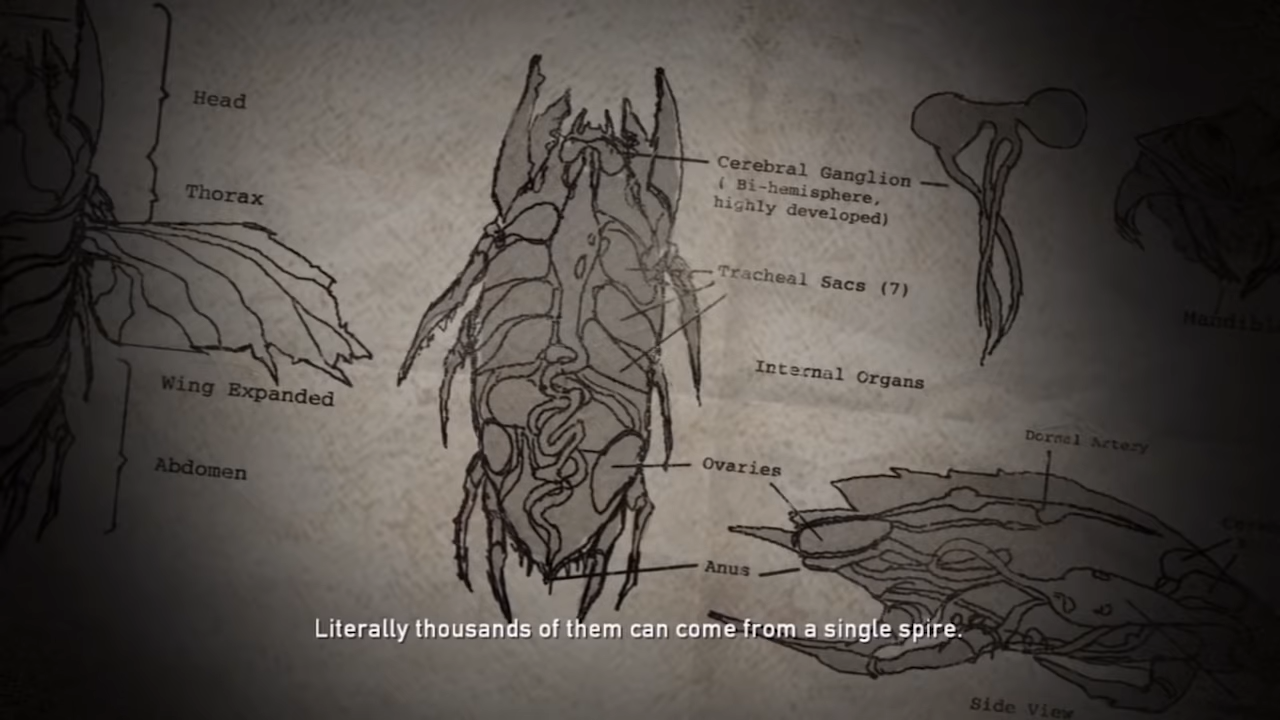 Head
Thorax
Wing Expanded
Abdomen
Cerebral Ganglion
( Bi-hemisphere,
highly developed)
Tracheal Sacs (7)
Internal Organs
Ovaries
Anus
Dorsal Artery
Side View
Literally thousands of them can come from a single spire.